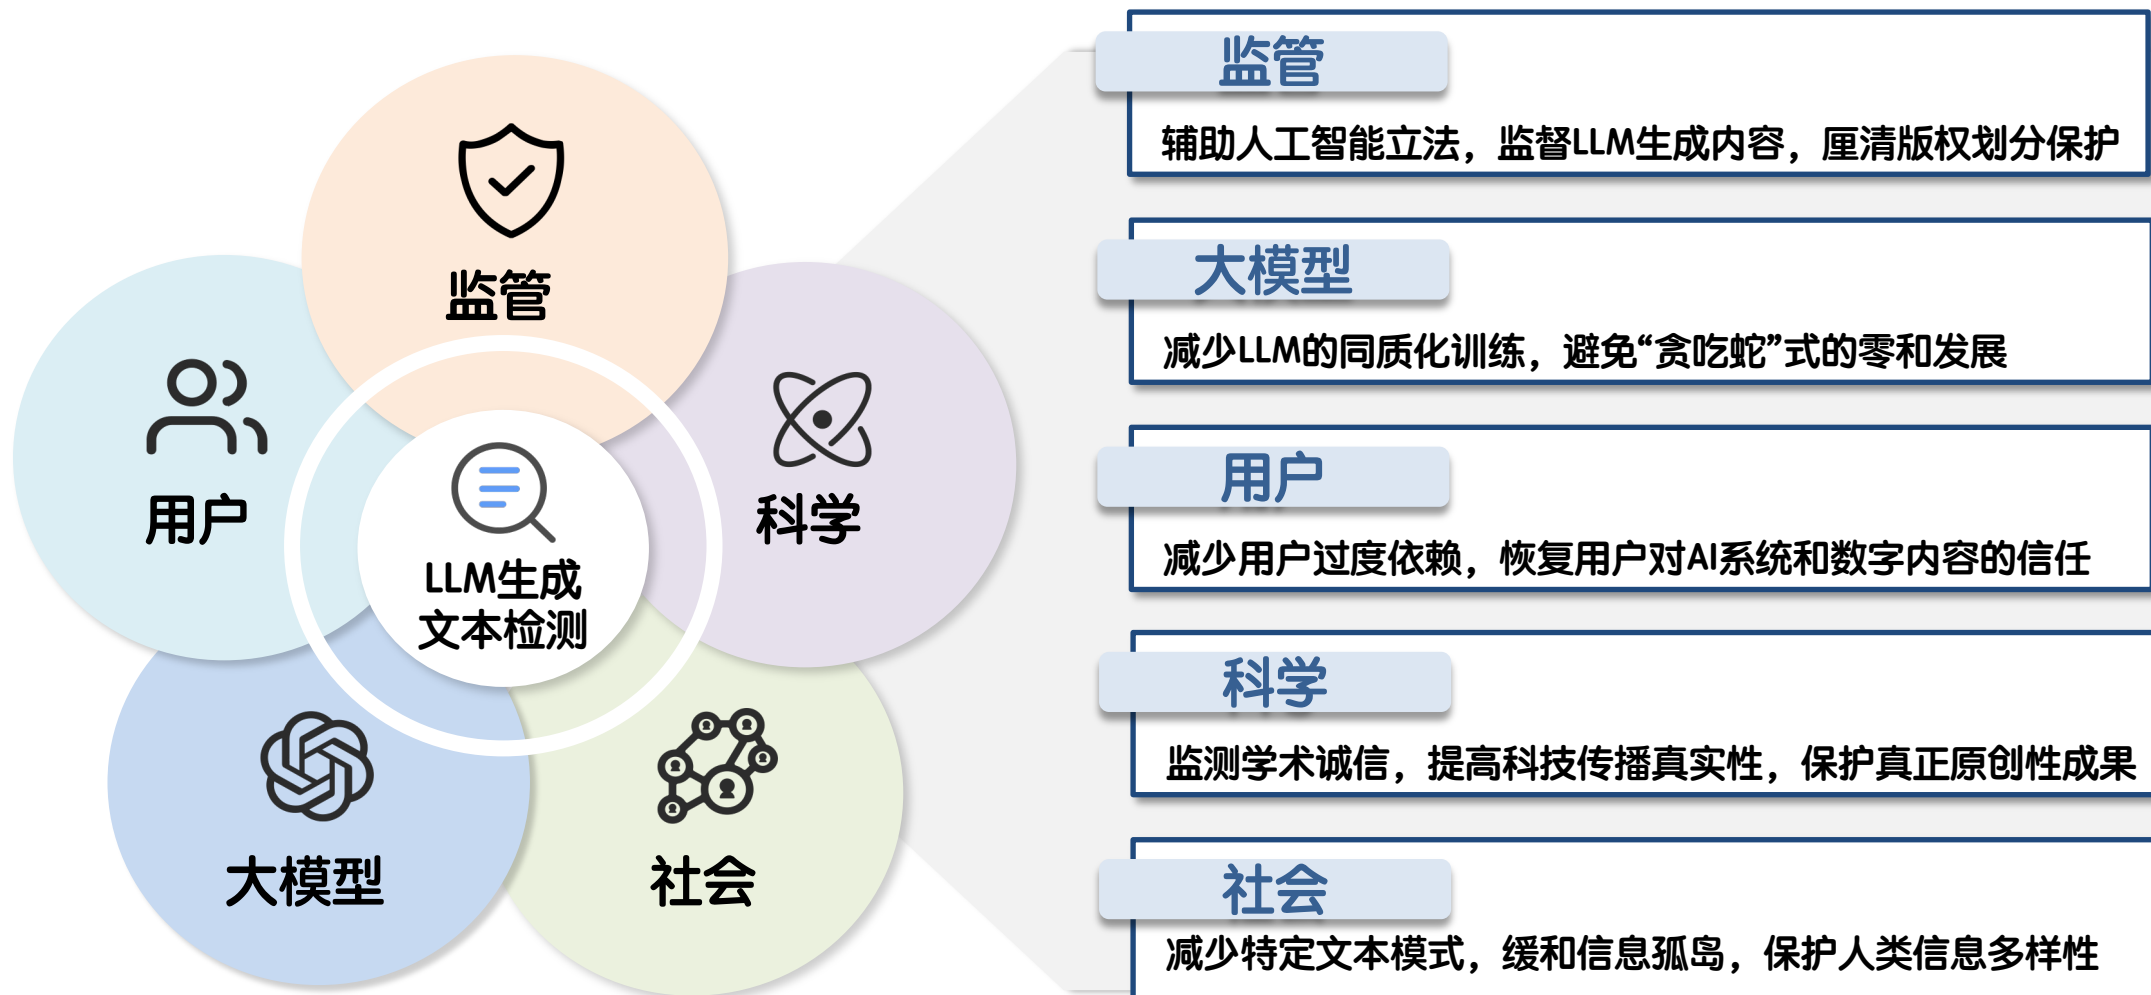 监管
用户
科学
LLM生成
文本检测
大模型
社会
监管
辅助人工智能立法，监督LLM生成内容，厘清版权划分保护
大模型
减少LLM的同质化训练，避免“贪吃蛇”式的零和发展
用户
减少用户过度依赖，恢复用户对AI系统和数字内容的信任
科学
监测学术诚信，提高科技传播真实性，保护真正原创性成果
社会
减少特定文本模式，缓和信息孤岛，保护人类信息多样性